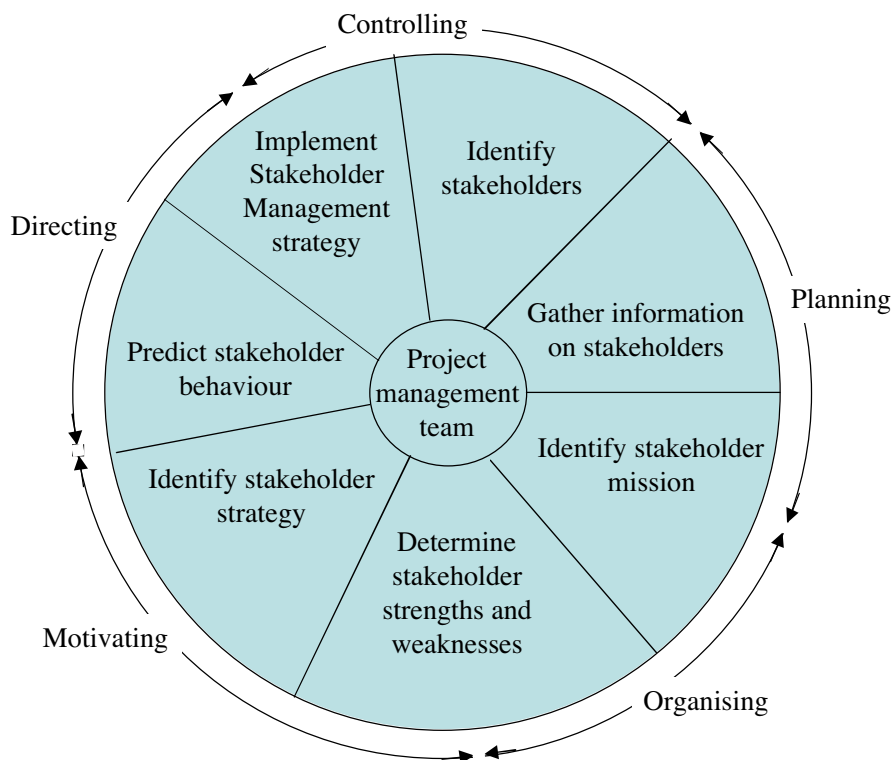 Controlling
Implement
Stakeholder
Management
strategy
Identify
stakeholders
Directing
Planning
Gather information
on stakeholders
Predict stakeholder
behaviour
Project
management
team
Identify stakeholder
mission
Identify stakeholder
strategy
Determine
stakeholder
strengths and
weaknesses
Motivating
Organising